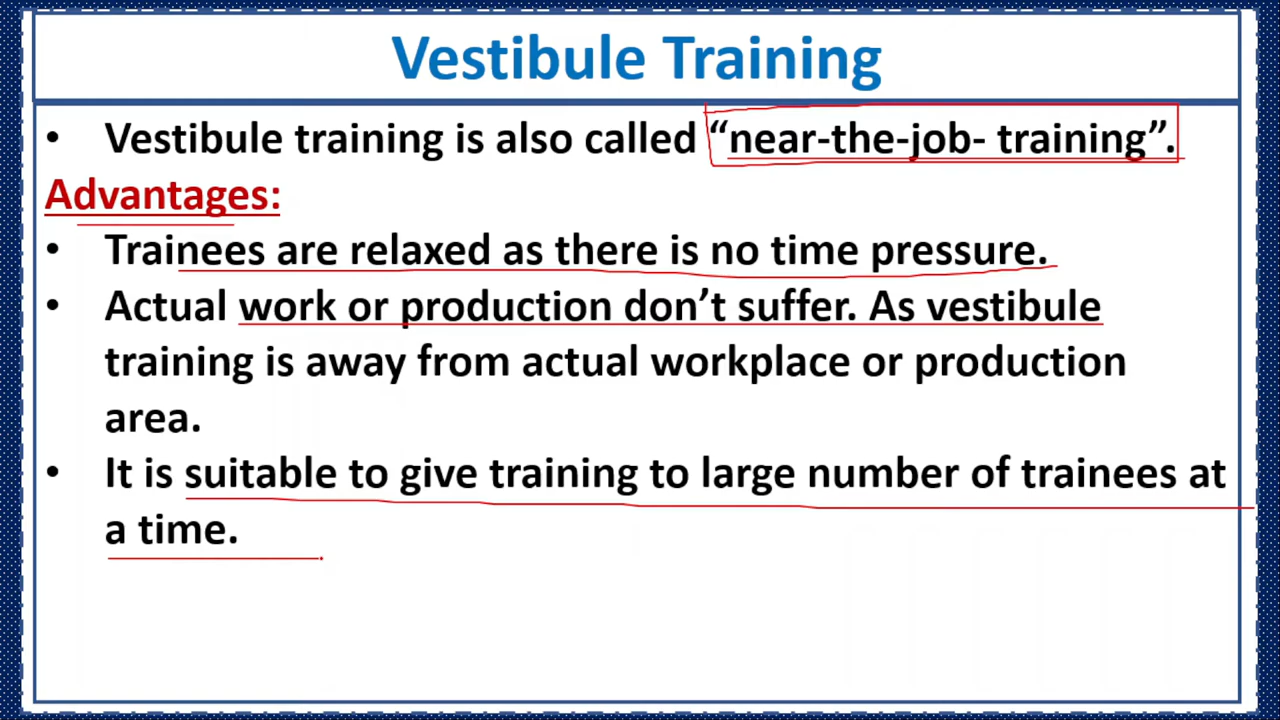 Vestibule Training
• Vestibule training is also called “near-the-job- training”.
Advantages:
• Trainees are relaxed as there is no time pressure.
• Actual work or production don’t suffer. As vestibule
training is away from actual workplace or production
area.
• It is suitable to give training to large number of trainees at
a time.